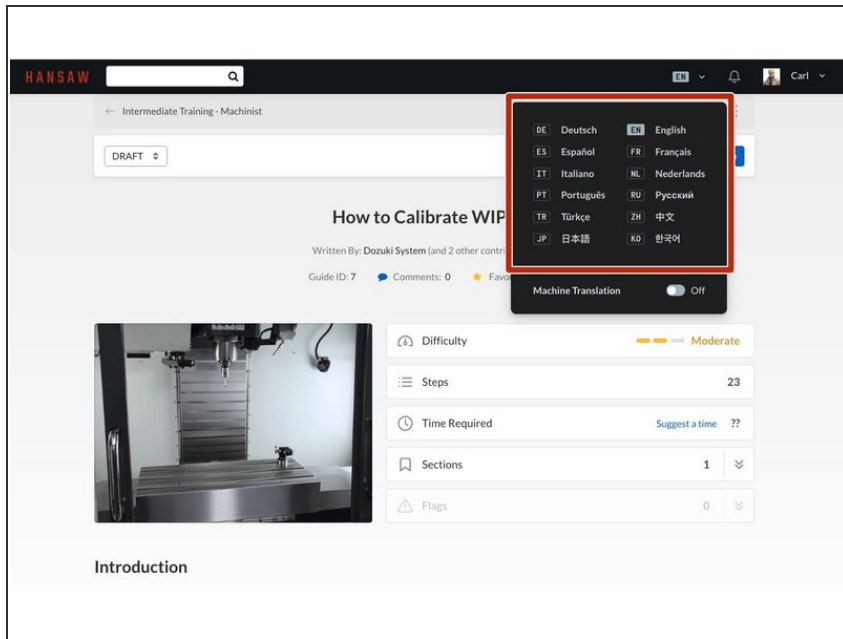 HANSAW
EN
Carl
← Intermediate Training - Machinist
DRAFT
DE Deutsch EN English
ES Español FR Français
IT Italiano NL Nederlands
PT Português RU Русский
TR Türkçe ZH 中文
JP 日本語 KO 한국어
Machine Translation Off
How to Calibrate WIP
Written By: Dozuki System (and 2 other contri
Guide ID: 7 Comments: 0 Favo
Difficulty Moderate
Steps 23
Time Required Suggest a time ??
Sections 1
Flags 0
Introduction